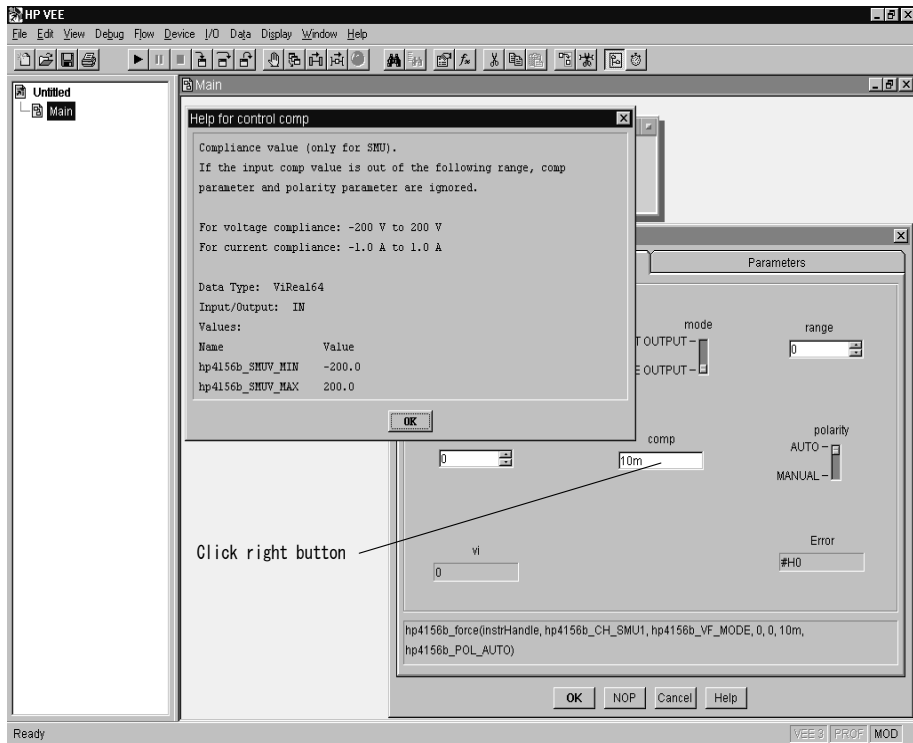 HP VEE
File Edit View Debug Flow Device I/O Data Display Window Help
Untitled
Main
Main
Help for control comp
Compliance value (only for SMU).
If the input comp value is out of the following range, comp
parameter and polarity parameter are ignored.
For voltage compliance: -200 V to 200 V
For current compliance: -1.0 A to 1.0 A
Data Type: ViReal64
Input/Output: IN
Values:
Name Value
hp4156b_SMUV_MIN -200.0
hp4156b_SMUV_MAX 200.0
OK
Parameters
mode
T OUTPUT
E OUTPUT
range
0
0
comp
10m
polarity
AUTO
MANUAL
Click right button
vi
0
Error
#H0
hp4156b_force(instrHandle, hp4156b_CH_SMU1, hp4156b_VF_MODE, 0, 0, 10m,
hp4156b_POL_AUTO)
OK NOP Cancel Help
Ready VEE 3 PROF MOD